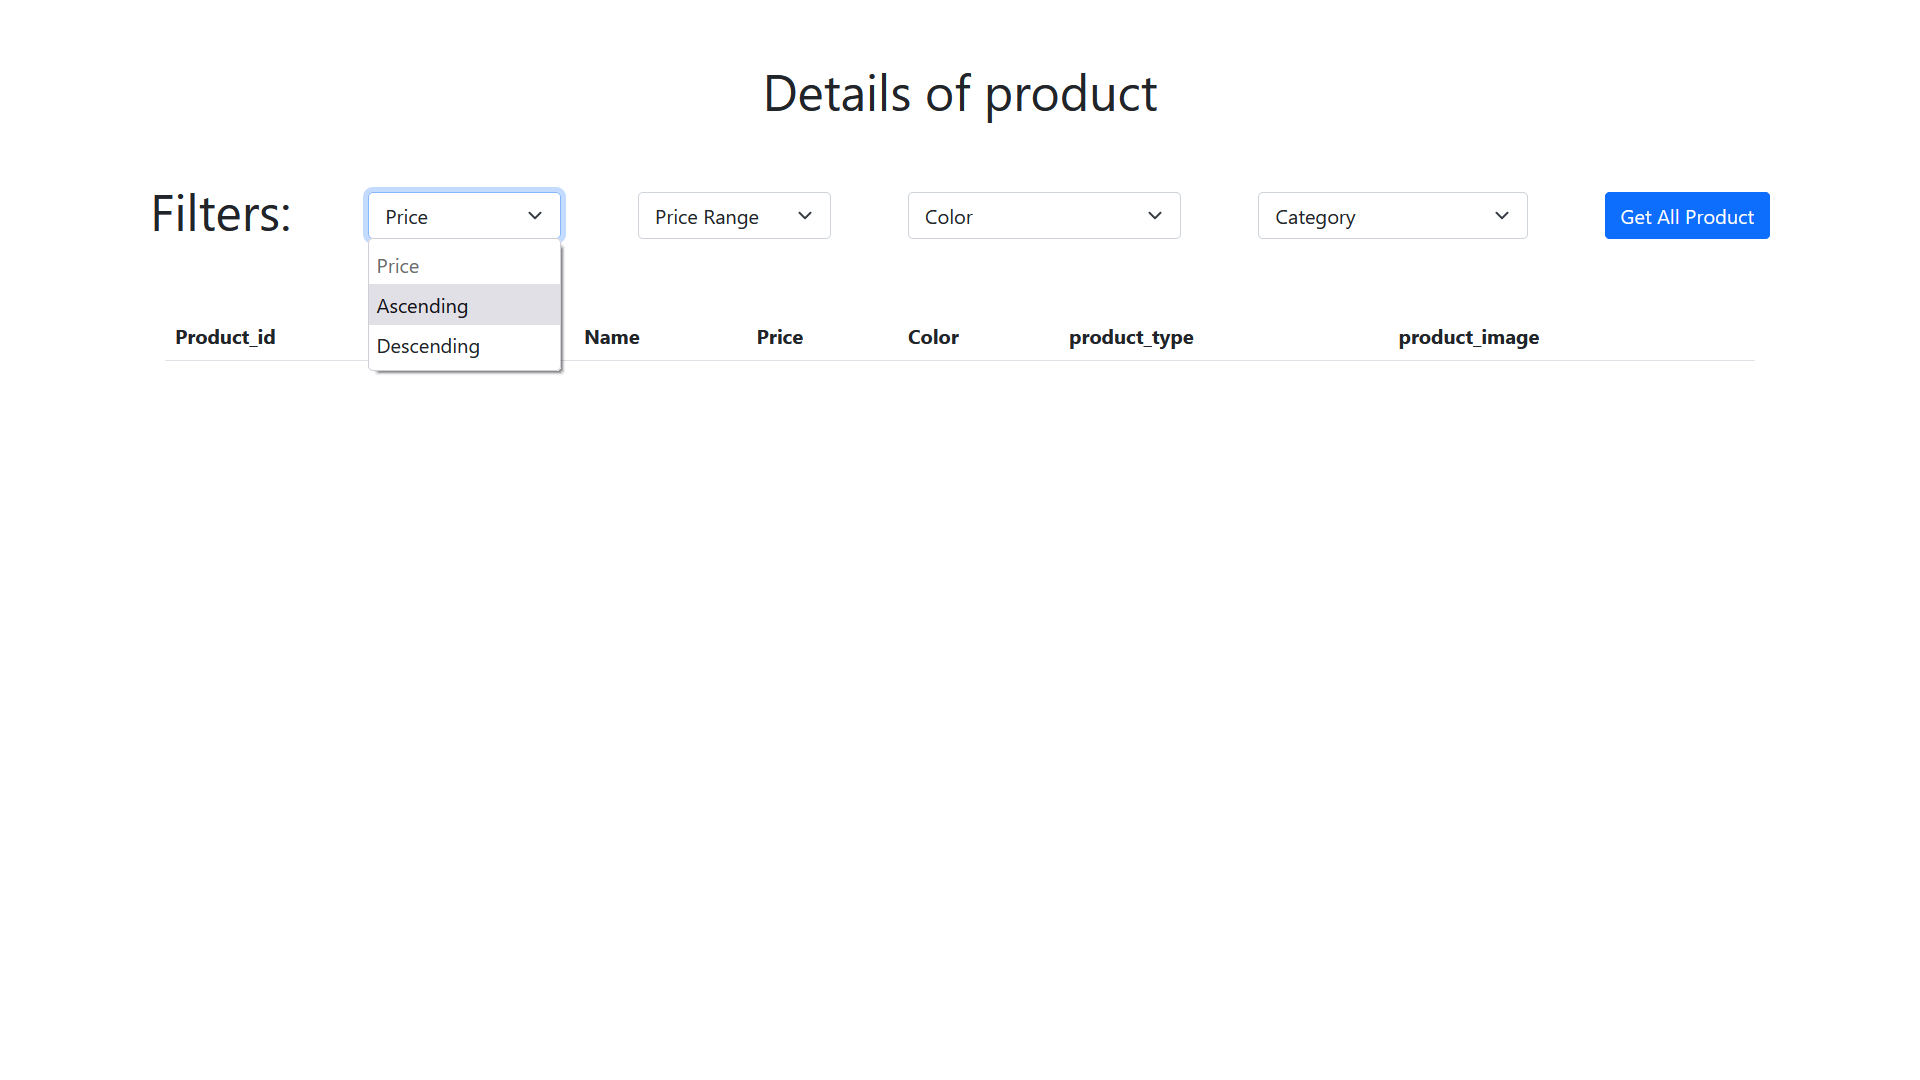 Details of product
Filters: Price Price Range Color Category Get All Product
Price
Ascending
Descending
Product_id Name Price Color product_type product_image